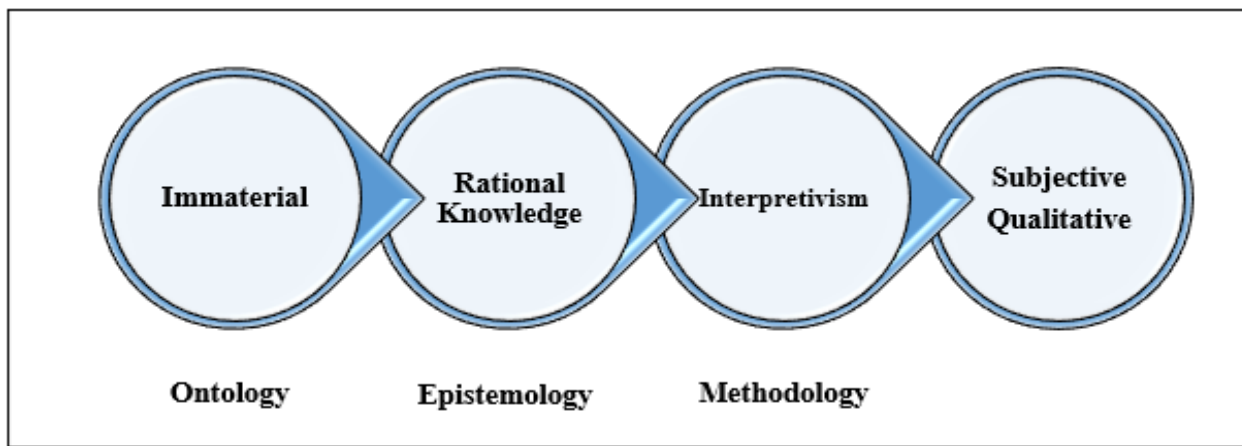 Immaterial
Rational
Knowledge
Interpretivism
Subjective
Qualitative
Ontology
Epistemology
Methodology